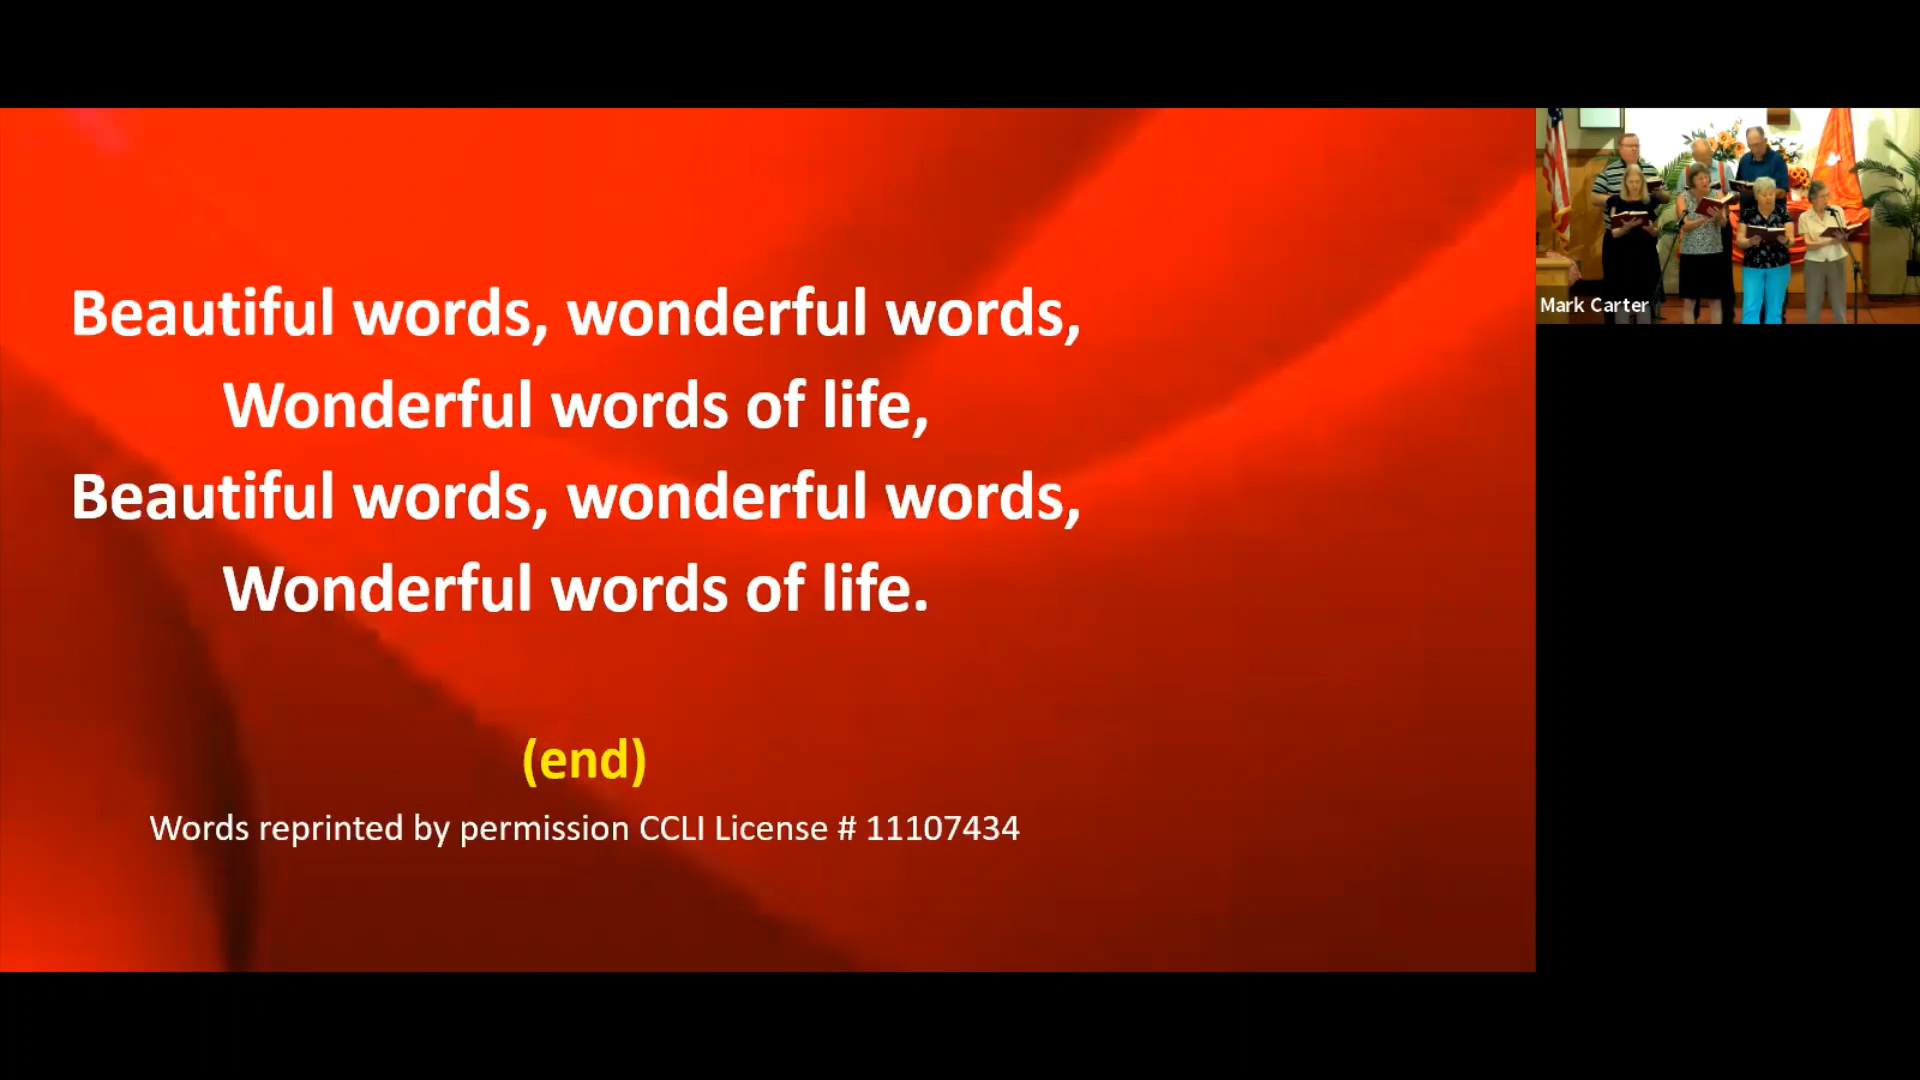 Beautiful words, wonderful words,
Wonderful words of life,
Beautiful words, wonderful words,
Wonderful words of life.
(end)
Words reprinted by permission CCLI License # 11107434
Mark Carter